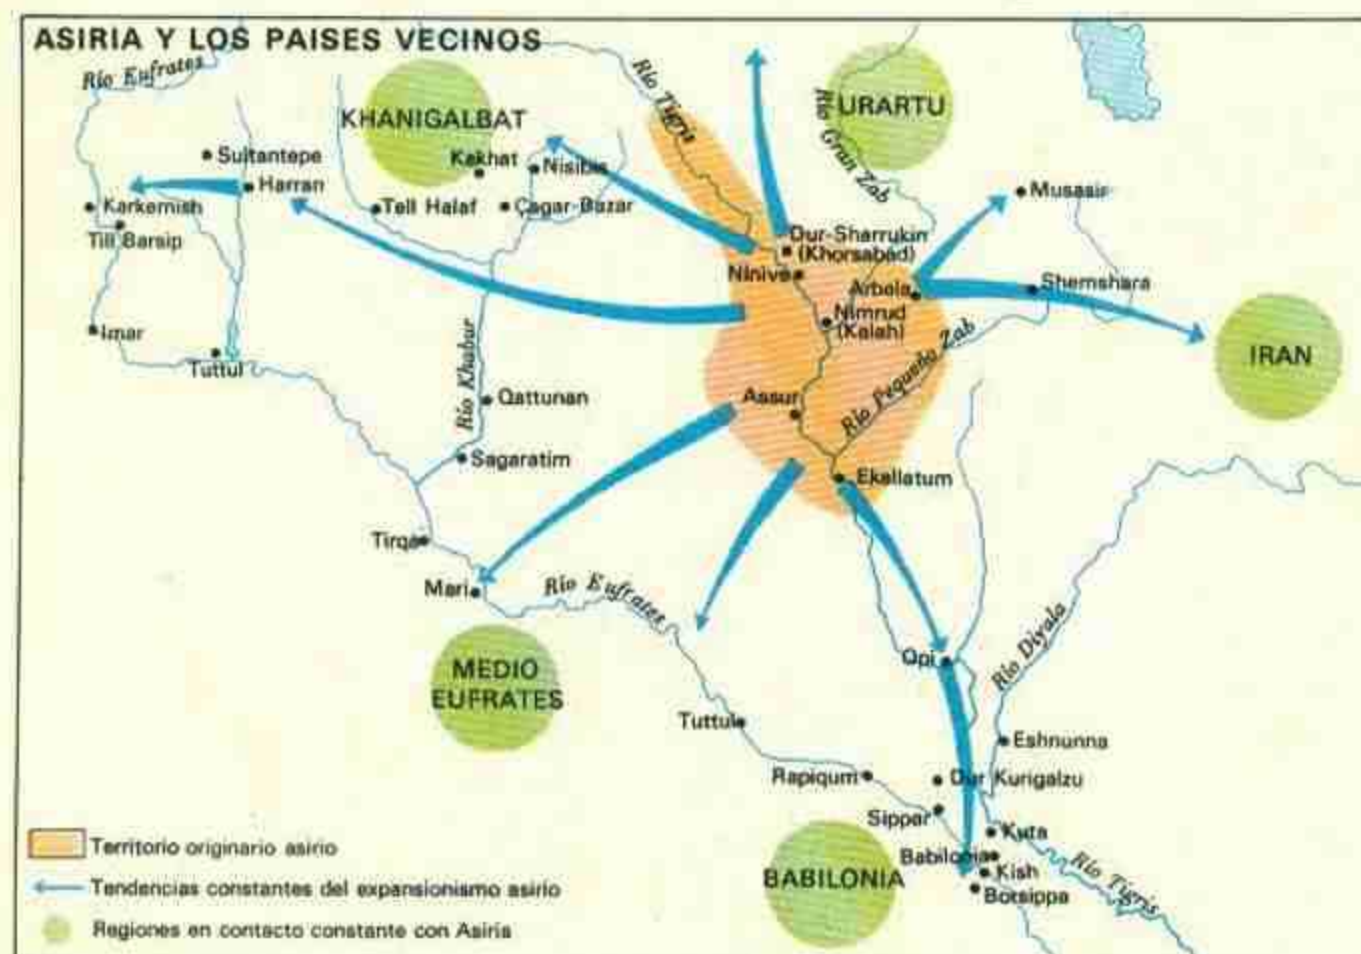 ASIRIA Y LOS PAISES VECINOS
Río Eufrates
Río Tigris
URARTU
KHANIGALBAT
Río Gran Zab
Sultantepe
Kakhat
Nisibis
Harran
Musasir
Karkemish
Tell Halaf
Çagar-Bazar
Till Barsip
Dur-Sharrukin
(Khorsabad)
Ninive
Arbela
Shemshara
Nimrud
(Kalah)
Imar
IRAN
Tuttul
Río Khabur
Río Pequeño Zab
Qattunan
Assur
Sagaratim
Ekallatum
Tirqa
Mari
Río Eufrates
MEDIO
EUFRATES
Opi
Río Diyala
Tuttul
Eshnunna
Rapiqum
Dur Kurigalzu
Sippar
Kuta
Babilonia
Kish
Borsippa
Río Tigris
BABILONIA
Territorio originario asirio
Tendencias constantes del expansionismo asirio
Regiones en contacto constante con Asiria